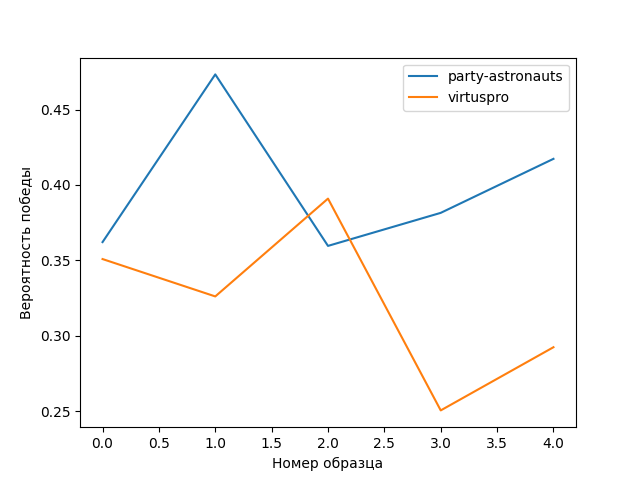 party-astronauts
virtuspro
0.45
0.40
0.35
0.30
0.25
Вероятность победы
0.0 0.5 1.0 1.5 2.0 2.5 3.0 3.5 4.0
Номер образца